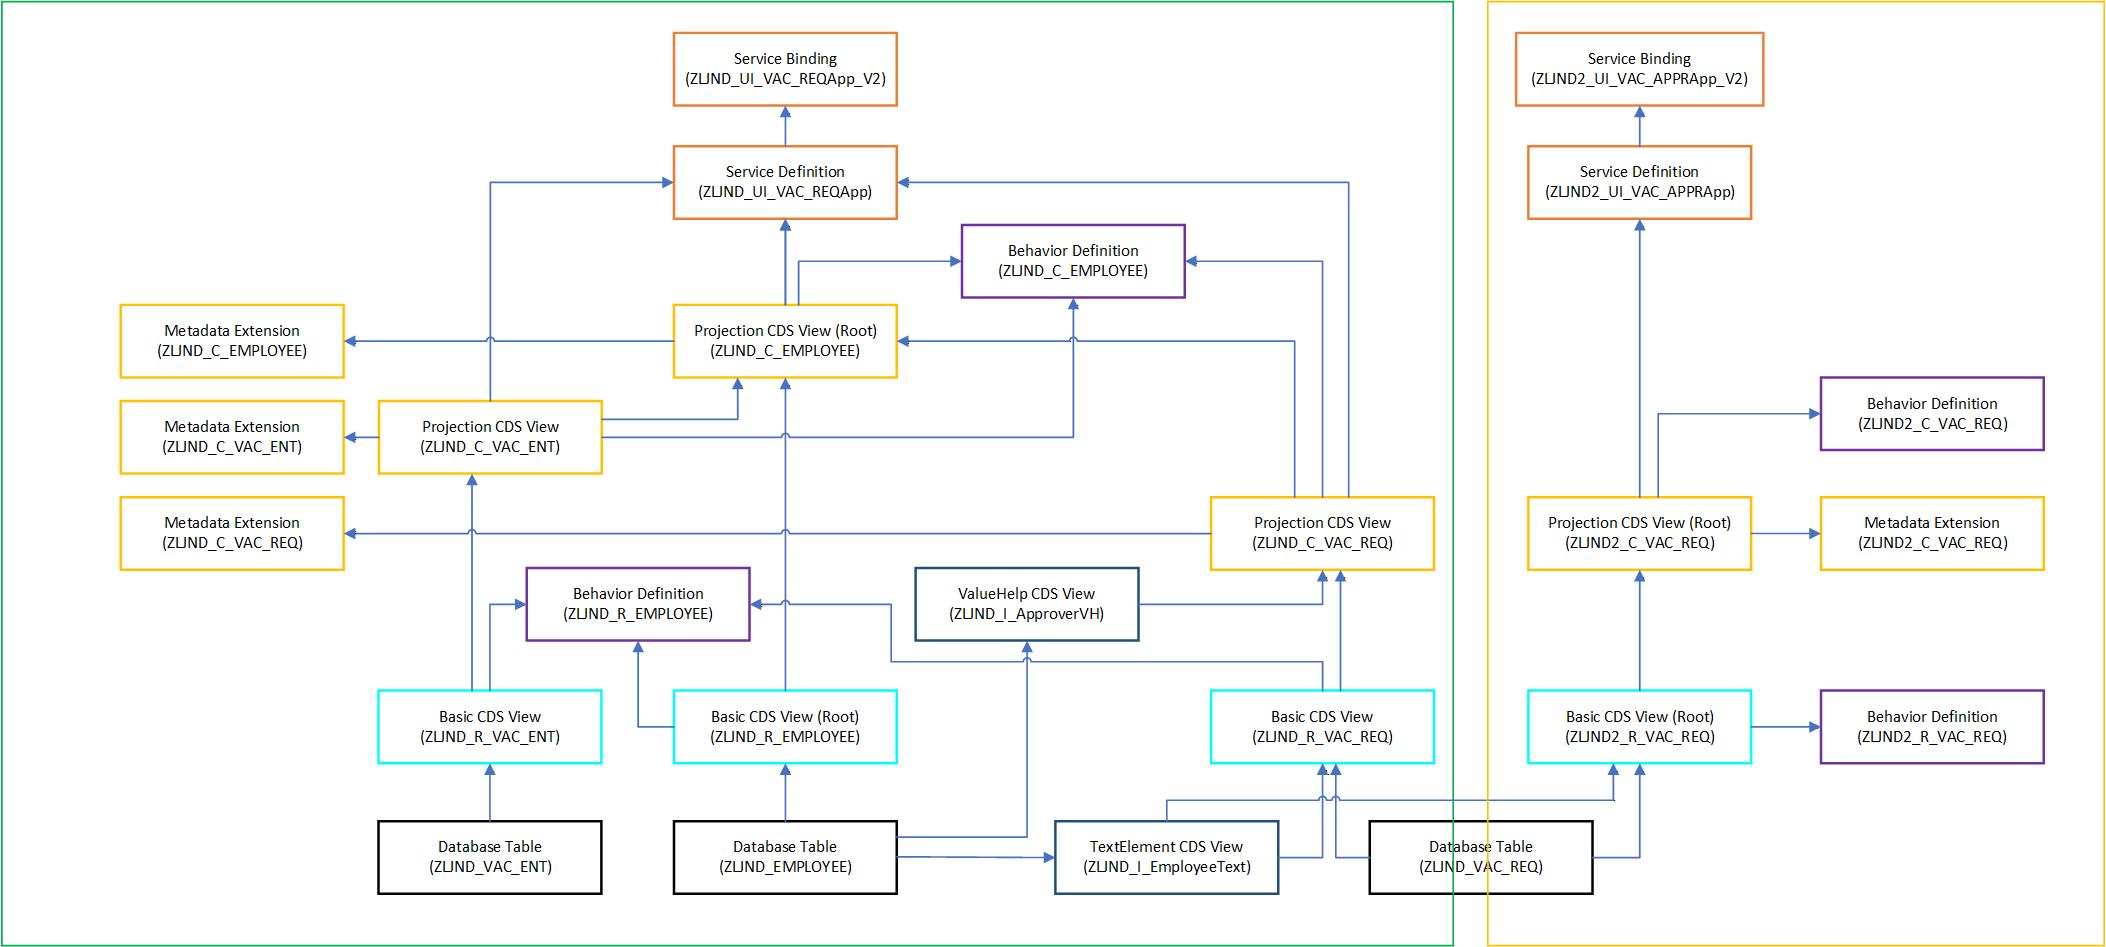 Service Binding
(ZLJND_UI_VAC_REQApp_V2)
Service Binding
(ZLJND2_UI_VAC_APPRApp_V2)
Service Definition
(ZLJND_UI_VAC_REQApp)
Service Definition
(ZLJND2_UI_VAC_APPRApp)
Behavior Definition
(ZLJND_C_EMPLOYEE)
Metadata Extension
(ZLJND_C_EMPLOYEE)
Projection CDS View (Root)
(ZLJND_C_EMPLOYEE)
Metadata Extension
(ZLJND_C_VAC_ENT)
Projection CDS View
(ZLJND_C_VAC_ENT)
Behavior Definition
(ZLJND2_C_VAC_REQ)
Metadata Extension
(ZLJND_C_VAC_REQ)
Projection CDS View
(ZLJND_C_VAC_REQ)
Projection CDS View (Root)
(ZLJND2_C_VAC_REQ)
Metadata Extension
(ZLJND2_C_VAC_REQ)
Behavior Definition
(ZLJND_R_EMPLOYEE)
ValueHelp CDS View
(ZLJND_I_ApproverVH)
Basic CDS View
(ZLJND_R_VAC_ENT)
Basic CDS View (Root)
(ZLJND_R_EMPLOYEE)
Basic CDS View
(ZLJND_R_VAC_REQ)
Basic CDS View (Root)
(ZLJND2_R_VAC_REQ)
Behavior Definition
(ZLJND2_R_VAC_REQ)
Database Table
(ZLJND_VAC_ENT)
Database Table
(ZLJND_EMPLOYEE)
TextElement CDS View
(ZLJND_I_EmployeeText)
Database Table
(ZLJND_VAC_REQ)